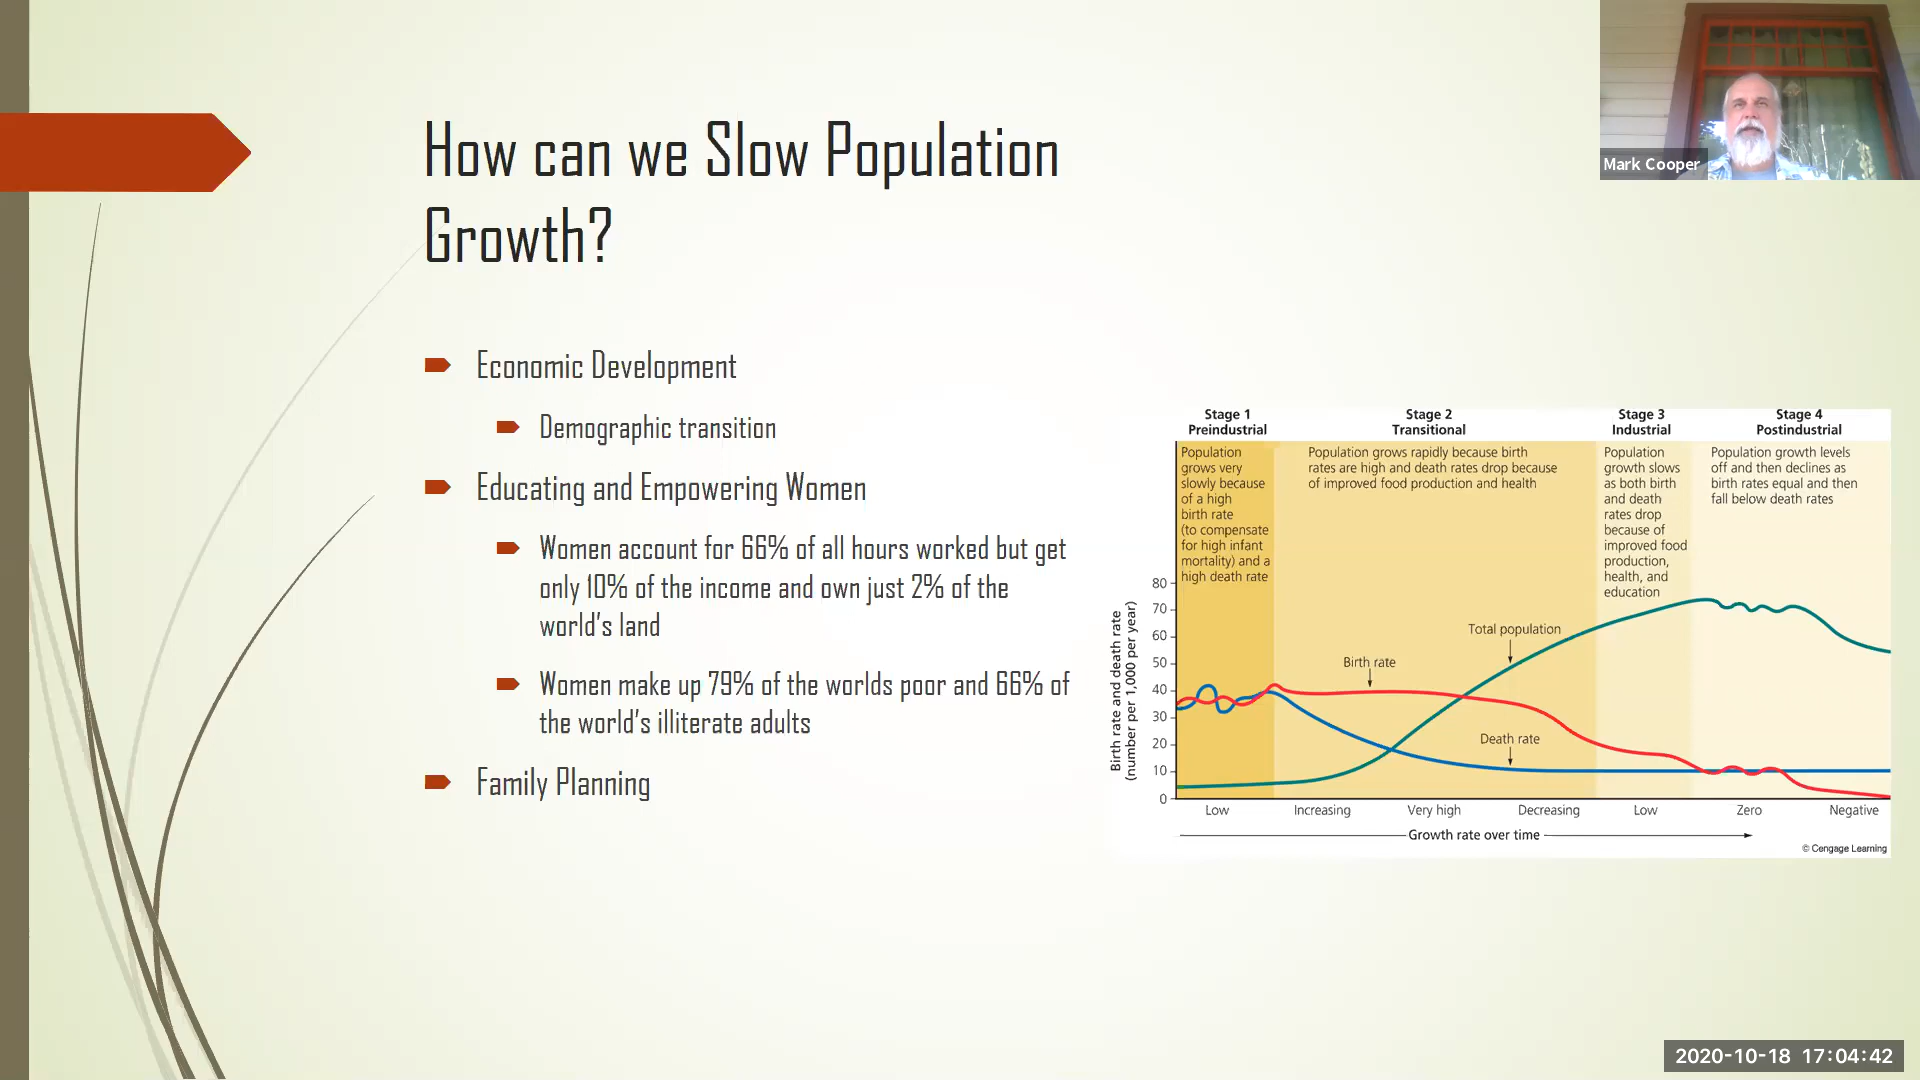 How can we Slow Population
Growth?
Economic Development
Demographic transition
Educating and Empowering Women
Women account for 66% of all hours worked but get
only 10% of the income and own just 2% of the
world's land
Women make up 79% of the worlds poor and 66% of
the world's illiterate adults
Family Planning
Mark Cooper
Stage 1
Preindustrial
Stage 2
Transitional
Stage 3
Industrial
Stage 4
Postindustrial
Population
grows very
slowly because
of a high
birth rate
(to compensate
for high infant
mortality) and a
high death rate
Population grows rapidly because birth
rates are high and death rates drop because
of improved food production and health
Population
growth slows
as both birth
and death
rates drop
because of
improved food
production,
health, and
education
Population growth levels
off and then declines as
birth rates equal and then
fall below death rates
Birth rate and death rate
(number per 1,000 per year)
80
70
60
50
40
30
20
10
0
Total population
Birth rate
Death rate
Low
Increasing
Very high
Decreasing
Low
Zero
Negative
Growth rate over time
© Cengage Learning
2020-10-18 17:04:42